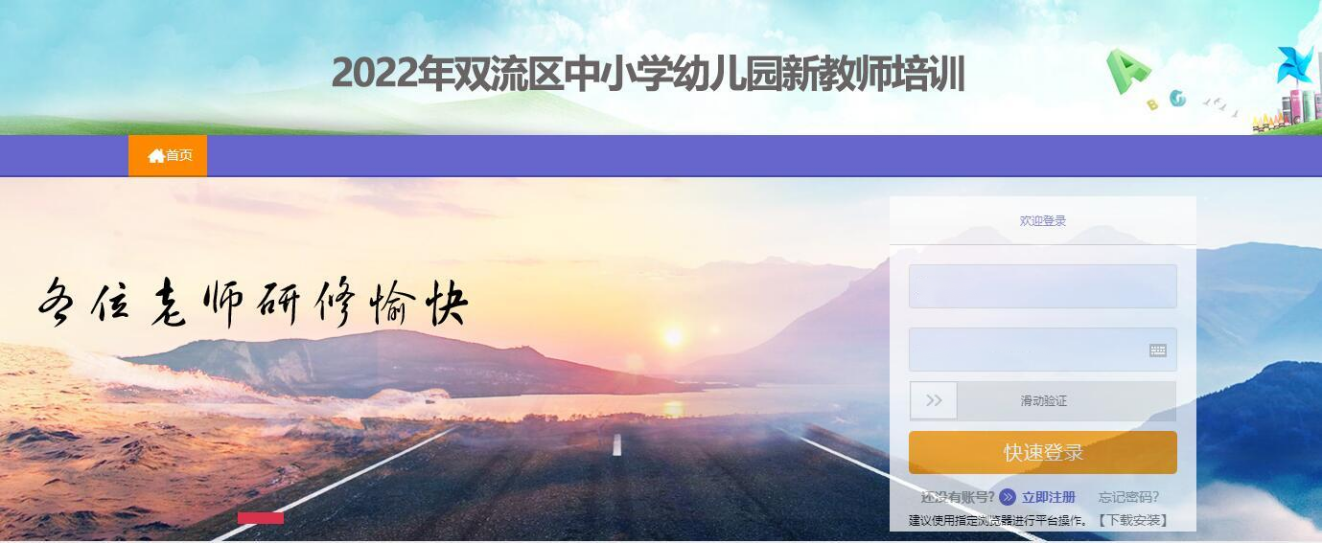 2022年双流区中小学幼儿园新教师培训
A
B G
首页
各位老师研修愉快
欢迎登录
滑动验证
快速登录
还没有账号? 立即注册 忘记密码?
建议使用指定浏览器进行平台操作。【下载安装】